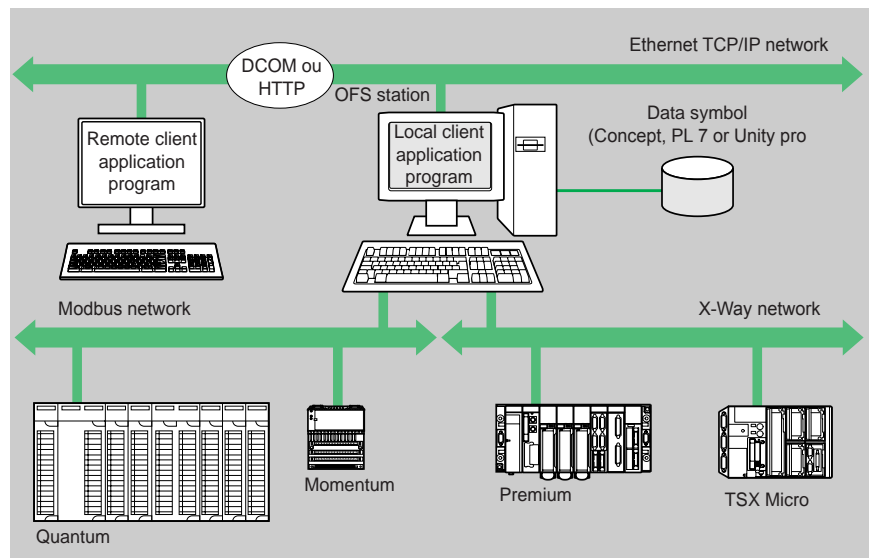 Ethernet TCP/IP network
DCOM ou
HTTP
OFS station
Data symbol
(Concept, PL 7 or Unity pro
Remote client
application
program
Local client
application
program
Modbus network
X-Way network
Momentum
Premium
TSX Micro
Quantum